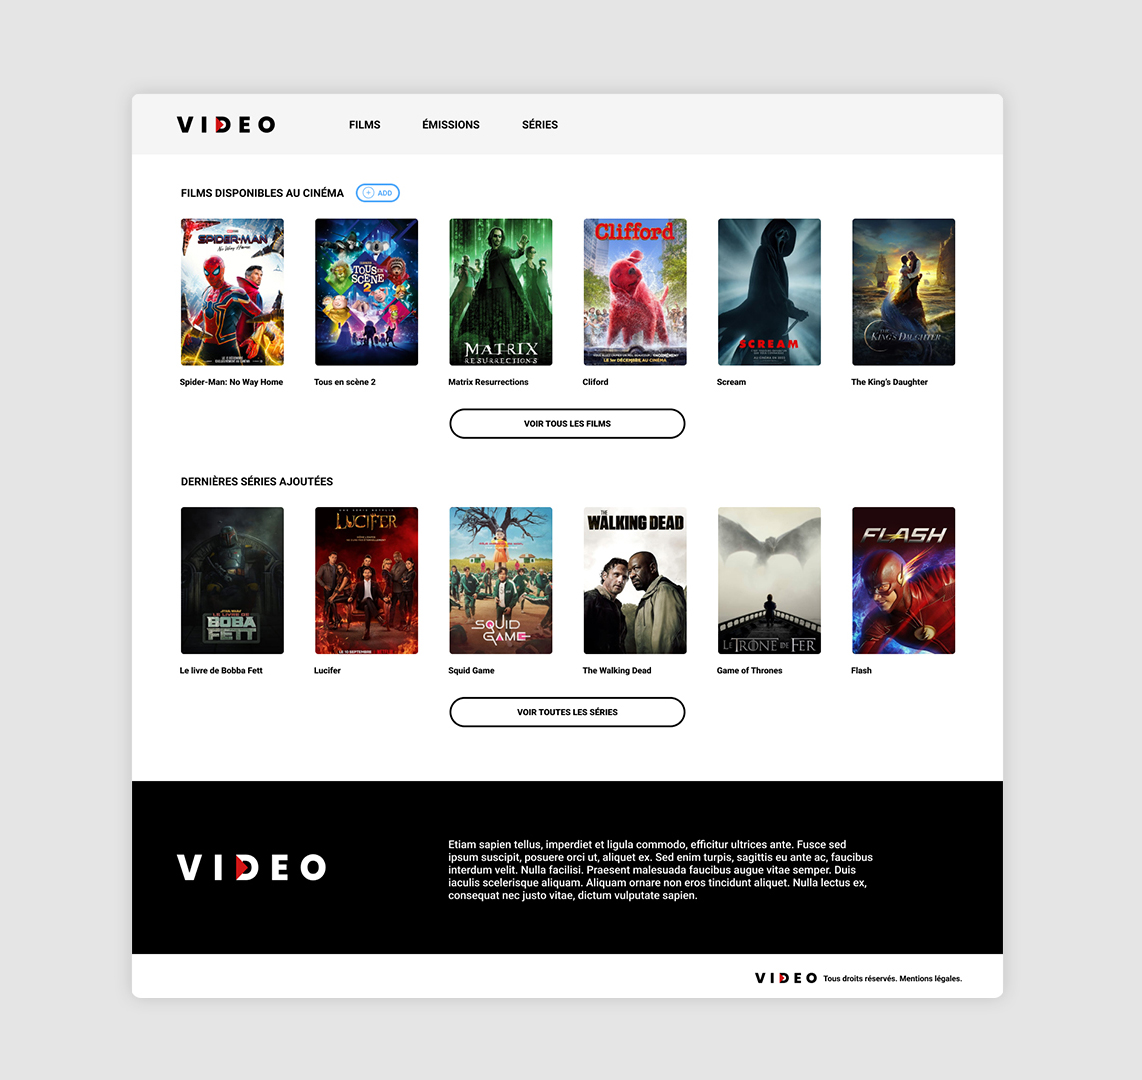 VIDEO
FILMS
ÉMISSIONS
SÉRIES
FILMS DISPONIBLES AU CINÉMA
ADD
SPIDER-MAN
No Way Home
TOUS EN
SCÈNE
2
MATRIX
RESURRECTIONS
Clifford
LE 1er DÉCEMBRE AU CINÉMA
SCREAM
THE
KING'S DAUGHTER
Spider-Man: No Way Home
Tous en scène 2
Matrix Resurrections
Cliford
Scream
The King's Daughter
VOIR TOUS LES FILMS
DERNIÈRES SÉRIES AJOUTÉES
STAR WARS
LE LIVRE DE
BOBA
FETT
UNE SÉRIE NETFLIX
LUCIFER
LE 10 SEPTEMBRE
SQUID
GAME
THE
WALKING DEAD
LE TRÔNE DE FER
FLASH
Le livre de Bobba Fett
Lucifer
Squid Game
The Walking Dead
Game of Thrones
Flash
VOIR TOUTES LES SÉRIES
VIDEO
Etiam sapien tellus, imperdiet et ligula commodo, efficitur ultrices ante. Fusce sed
ipsum suscipit, posuere orci ut, aliquet ex. Sed enim turpis, sagittis eu ante ac, faucibus
interdum velit. Nulla facilisi. Praesent malesuada faucibus augue vitae semper. Duis
iaculis scelerisque aliquam. Aliquam ornare non eros tincidunt aliquet. Nulla lectus ex,
consequat nec justo vitae, dictum vulputate sapien.
VIDEO Tous droits réservés. Mentions légales.